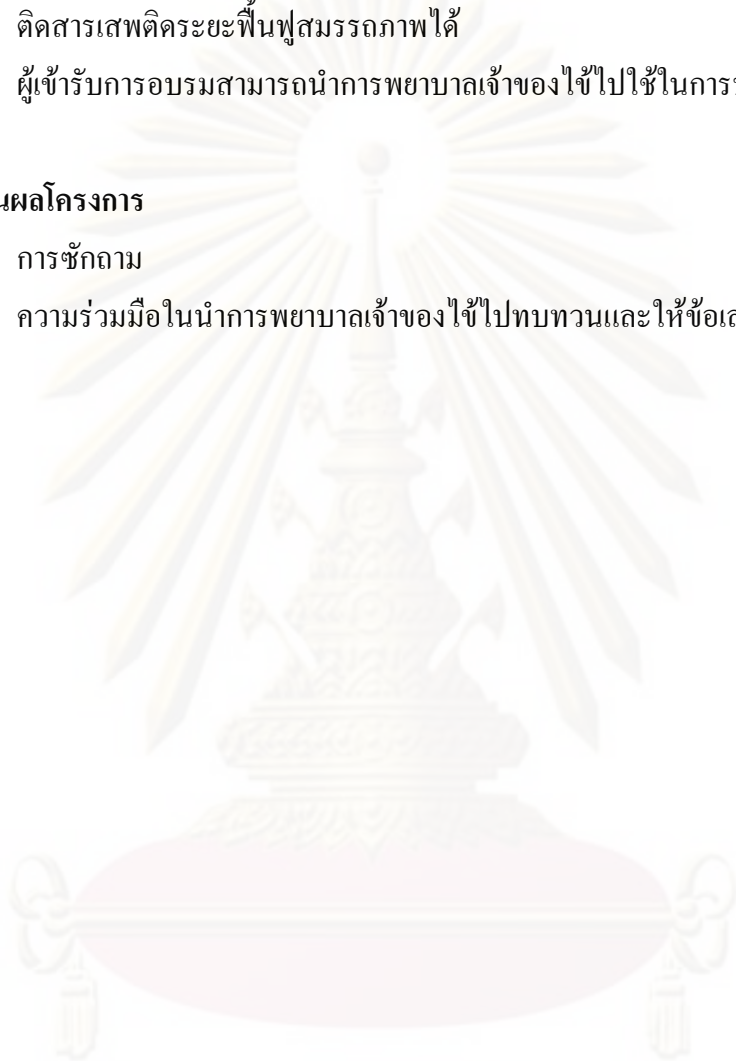 ติดสารเสพติดระยะฟื้นฟูสมรรถภาพได้
ผู้เข้ารับการอบรมสามารถนำการพยาบาลเจ้าของไข้ไปใช้ในการ
ผลโครงการ
การซักถาม
ความร่วมมือในนำการพยาบาลเจ้าของไข้ไปทบทวนและให้ข้อ